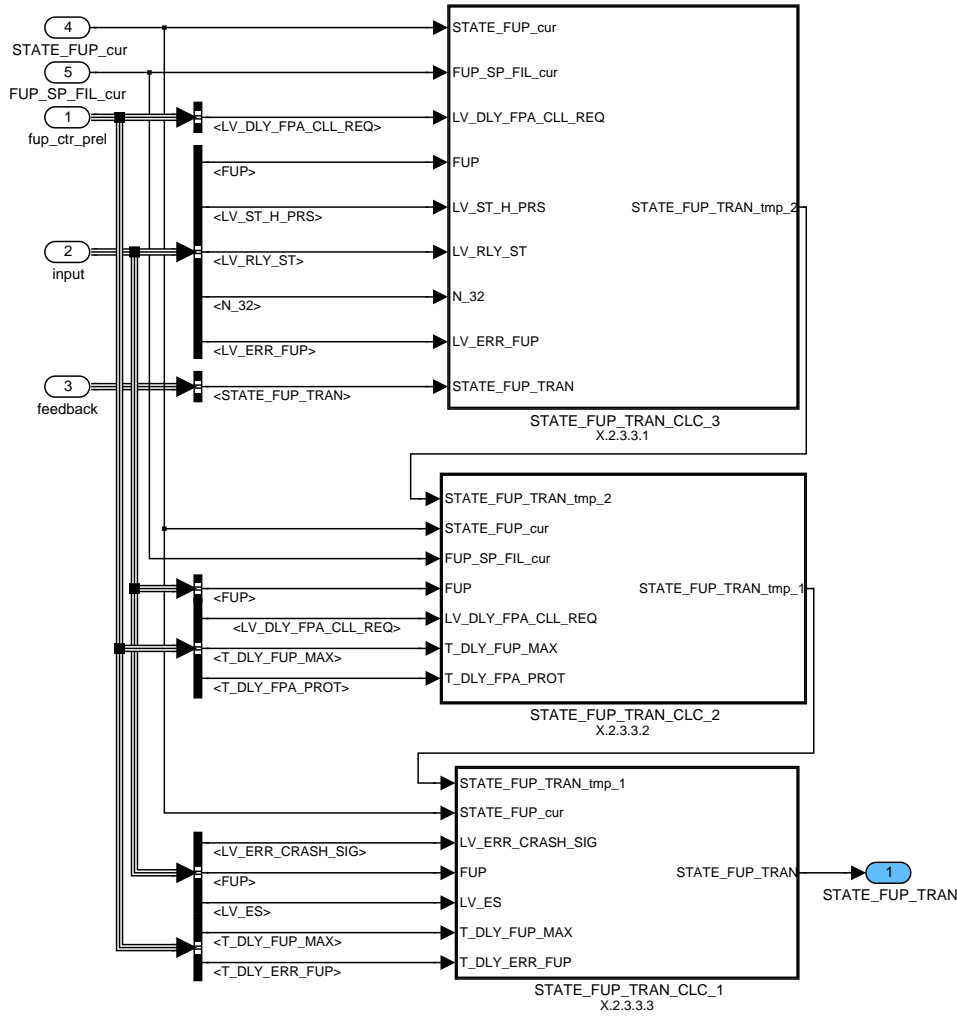 4
STATE_FUP_cur
5
FUP_SP_FIL_cur
1
fup_ctr_prel
<LV_DLY_FPA_CLL_REQ>
<FUP>
<LV_ST_H_PRS>
2
input
<LV_RLY_ST>
<N_32>
<LV_ERR_FUP>
3
feedback
<STATE_FUP_TRAN>
STATE_FUP_cur
FUP_SP_FIL_cur
LV_DLY_FPA_CLL_REQ
FUP
LV_ST_H_PRS
STATE_FUP_TRAN_tmp_2
LV_RLY_ST
N_32
LV_ERR_FUP
STATE_FUP_TRAN
STATE_FUP_TRAN_CLC_3
X.2.3.3.1
STATE_FUP_TRAN_tmp_2
STATE_FUP_cur
FUP_SP_FIL_cur
<FUP>
FUP
STATE_FUP_TRAN_tmp_1
<LV_DLY_FPA_CLL_REQ>
LV_DLY_FPA_CLL_REQ
<T_DLY_FUP_MAX>
T_DLY_FUP_MAX
<T_DLY_FPA_PROT>
T_DLY_FPA_PROT
STATE_FUP_TRAN_CLC_2
X.2.3.3.2
STATE_FUP_TRAN_tmp_1
STATE_FUP_cur
<LV_ERR_CRASH_SIG>
LV_ERR_CRASH_SIG
<FUP>
FUP
STATE_FUP_TRAN
1
STATE_FUP_TRAN
<LV_ES>
LV_ES
<T_DLY_FUP_MAX>
T_DLY_FUP_MAX
<T_DLY_ERR_FUP>
T_DLY_ERR_FUP
STATE_FUP_TRAN_CLC_1
X.2.3.3.3